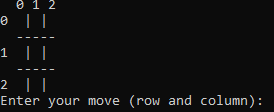 0 1 2
0  | |
  -----
1  | |
  -----
2  | |
Enter your move (row and column):